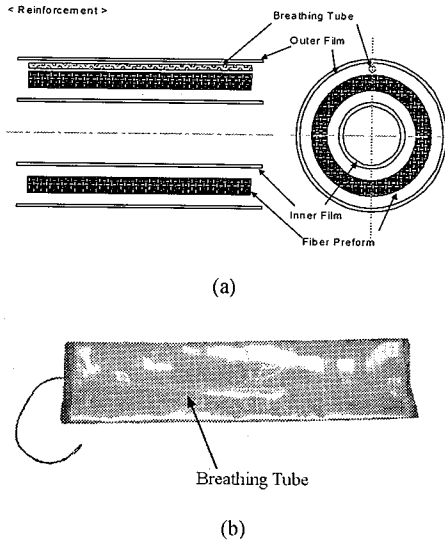 < Reinforcement >
Breathing Tube
Outer Film
Inner Film
Fiber Preform
(a)
Breathing Tube
(b)